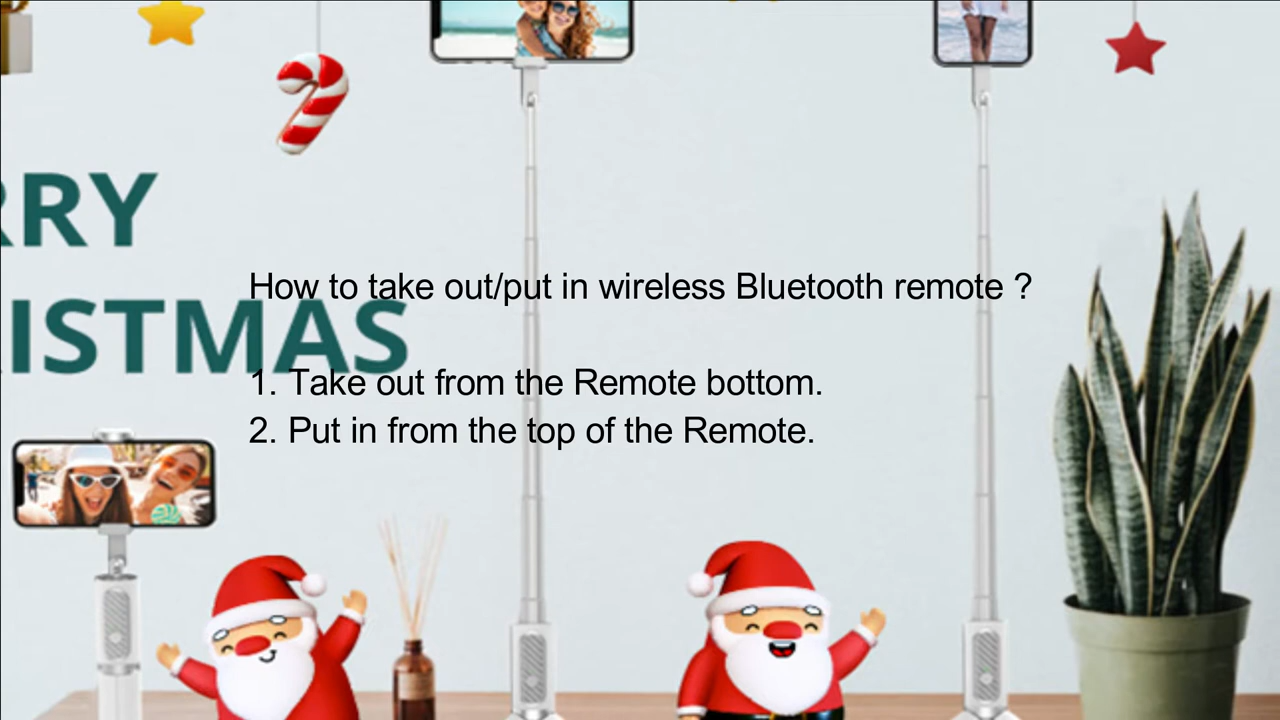 RRY
How to take out/put in wireless Bluetooth remote ?
ISTMAS
1. Take out from the Remote bottom.
2. Put in from the top of the Remote.